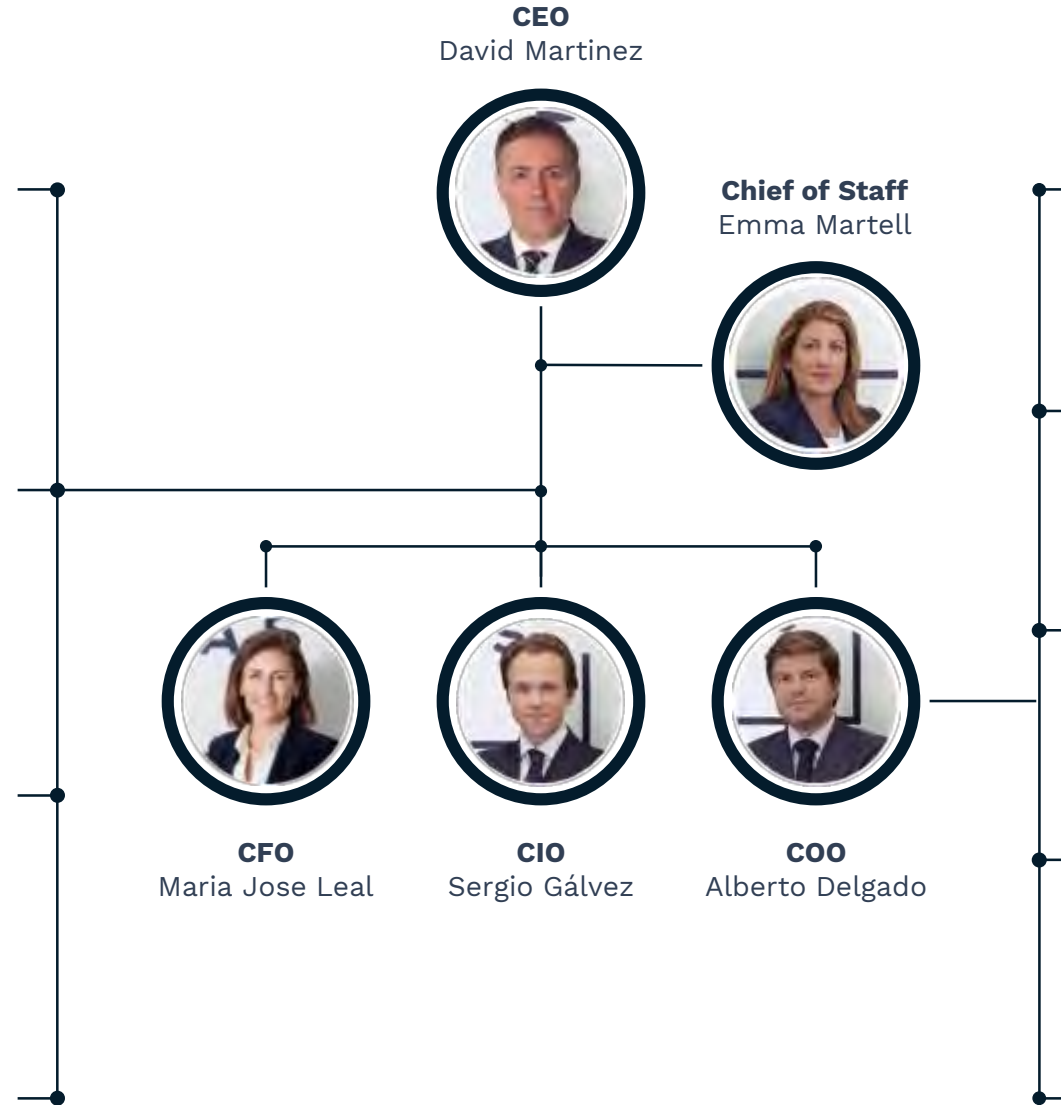 CEO
David Martinez
Chief of Staff
Emma Martell
CFO
Maria Jose Leal
CIO
Sergio Gálvez
COO
Alberto Delgado